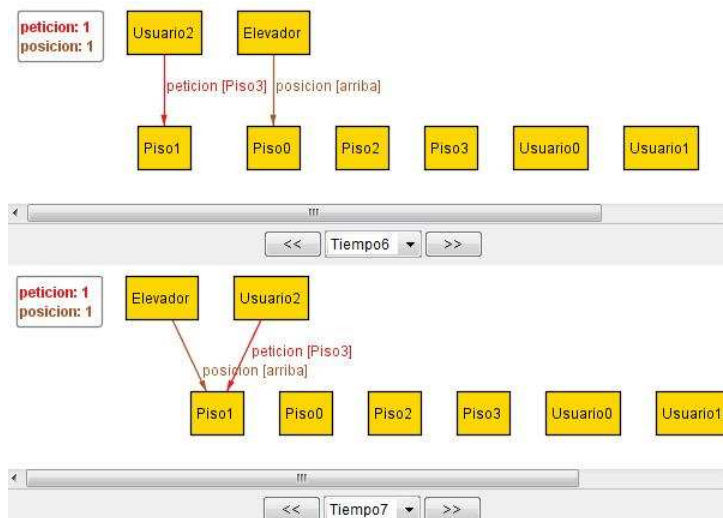 peticion: 1
posicion: 1
Usuario2
Elevador
peticion [Piso3]
posicion [arriba]
Piso1
Piso0
Piso2
Piso3
Usuario0
Usuario1
<<
Tiempo6
>>
peticion: 1
posicion: 1
Elevador
Usuario2
peticion [Piso3]
posicion [arriba]
Piso1
Piso0
Piso2
Piso3
Usuario0
Usuario1
<<
Tiempo7
>>